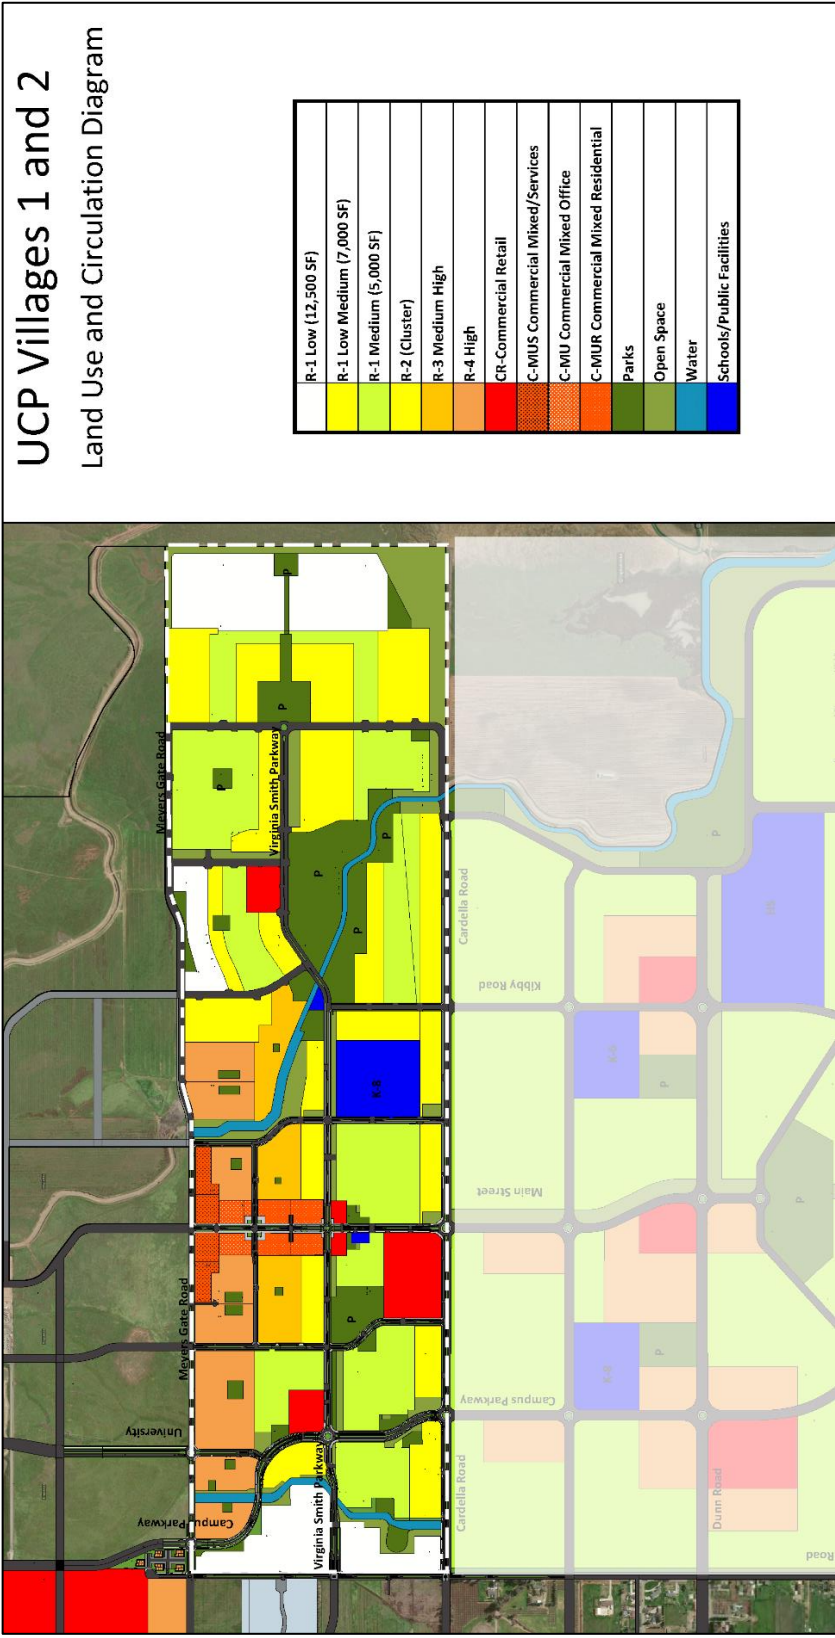 UCP Villages 1 and 2
Land Use and Circulation Diagram
R-1 Low (12,500 SF)
R-1 Low Medium (7,000 SF)
R-1 Medium (5,000 SF)
R-2 (Cluster)
R-3 Medium High
R-4 High
CR-Commercial Retail
C-MUS Commercial Mixed/Services
C-MU Commercial Mixed Office
C-MUR Commercial Mixed Residential
Parks
Open Space
Water
Schools/Public Facilities
Meyers Gate Road
Virginia Smith Parkway
P
P
P
P
P
Cardella Road
Kibby Road
K-8
Main Street
Meyers Gate Road
P
University
Campus Parkway
Virginia Smith Parkway
Campus Parkway
Cardella Road
Dunn Road
Road
P
HS
K-8
P
P
K-8
P